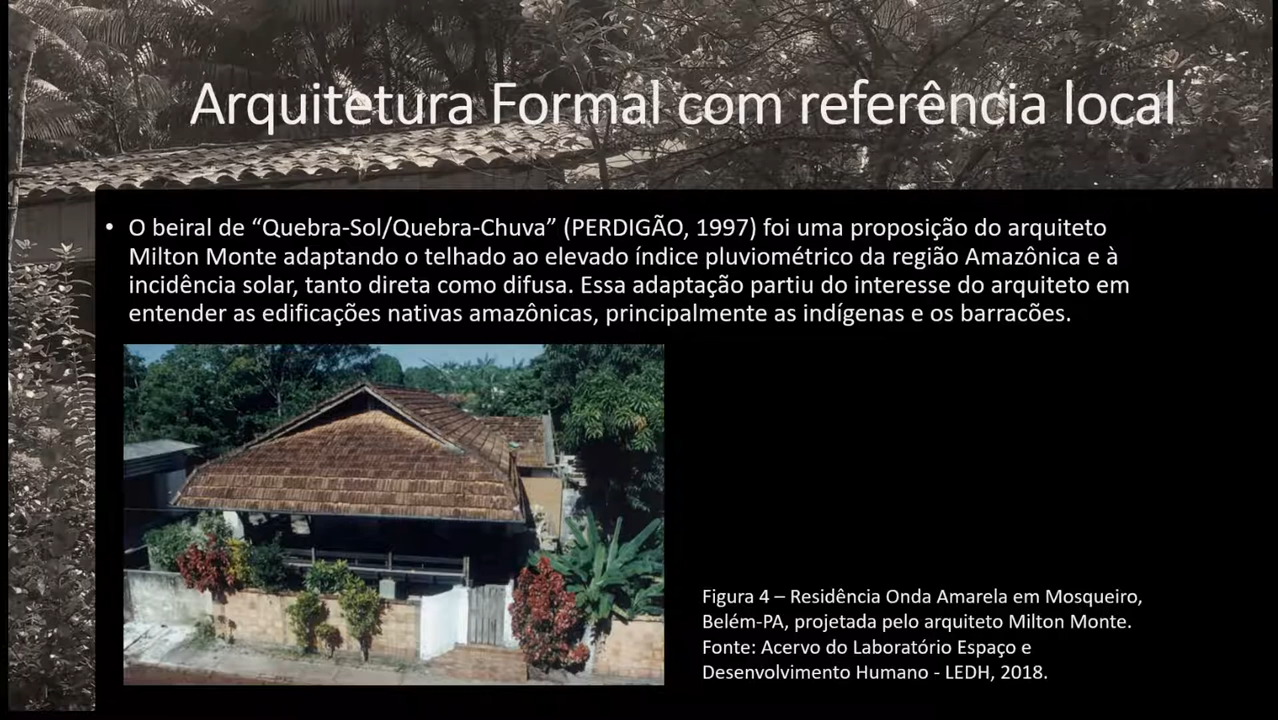 Arquitetura Formal com referência local
• O beiral de “Quebra-Sol/Quebra-Chuva” (PERDIGÃO, 1997) foi uma proposição do arquiteto
Milton Monte adaptando o telhado ao elevado índice pluviométrico da região Amazônica e à
incidência solar, tanto direta como difusa. Essa adaptação partiu do interesse do arquiteto em
entender as edificações nativas amazônicas, principalmente as indígenas e os barracões.
Figura 4 – Residência Onda Amarela em Mosqueiro,
Belém-PA, projetada pelo arquiteto Milton Monte.
Fonte: Acervo do Laboratório Espaço e
Desenvolvimento Humano - LEDH, 2018.